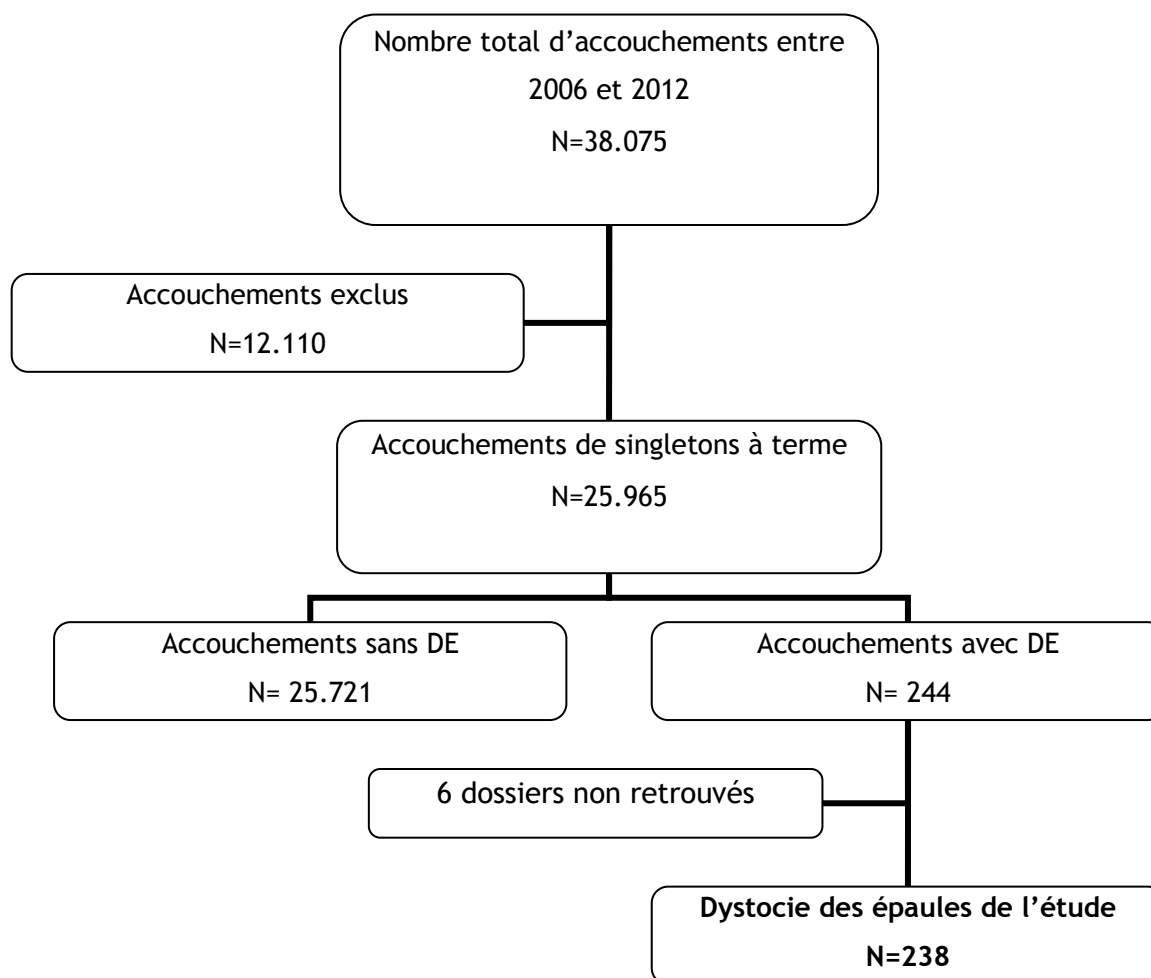 Nombre total d’accouchements entre
2006 et 2012
N=38.075
Accouchements exclus
N=12.110
Accouchements de singletons à terme
N=25.965
Accouchements sans DE
N= 25.721
Accouchements avec DE
N= 244
6 dossiers non retrouvés
Dystocie des épaules de l’étude
N=238